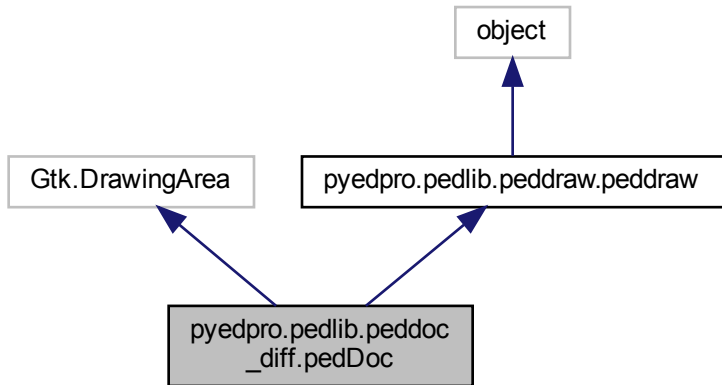 object
Gtk.DrawingArea
pyedpro.pedlib.peddraw.peddraw
pyedpro.pedlib.peddoc
_diff.pedDoc